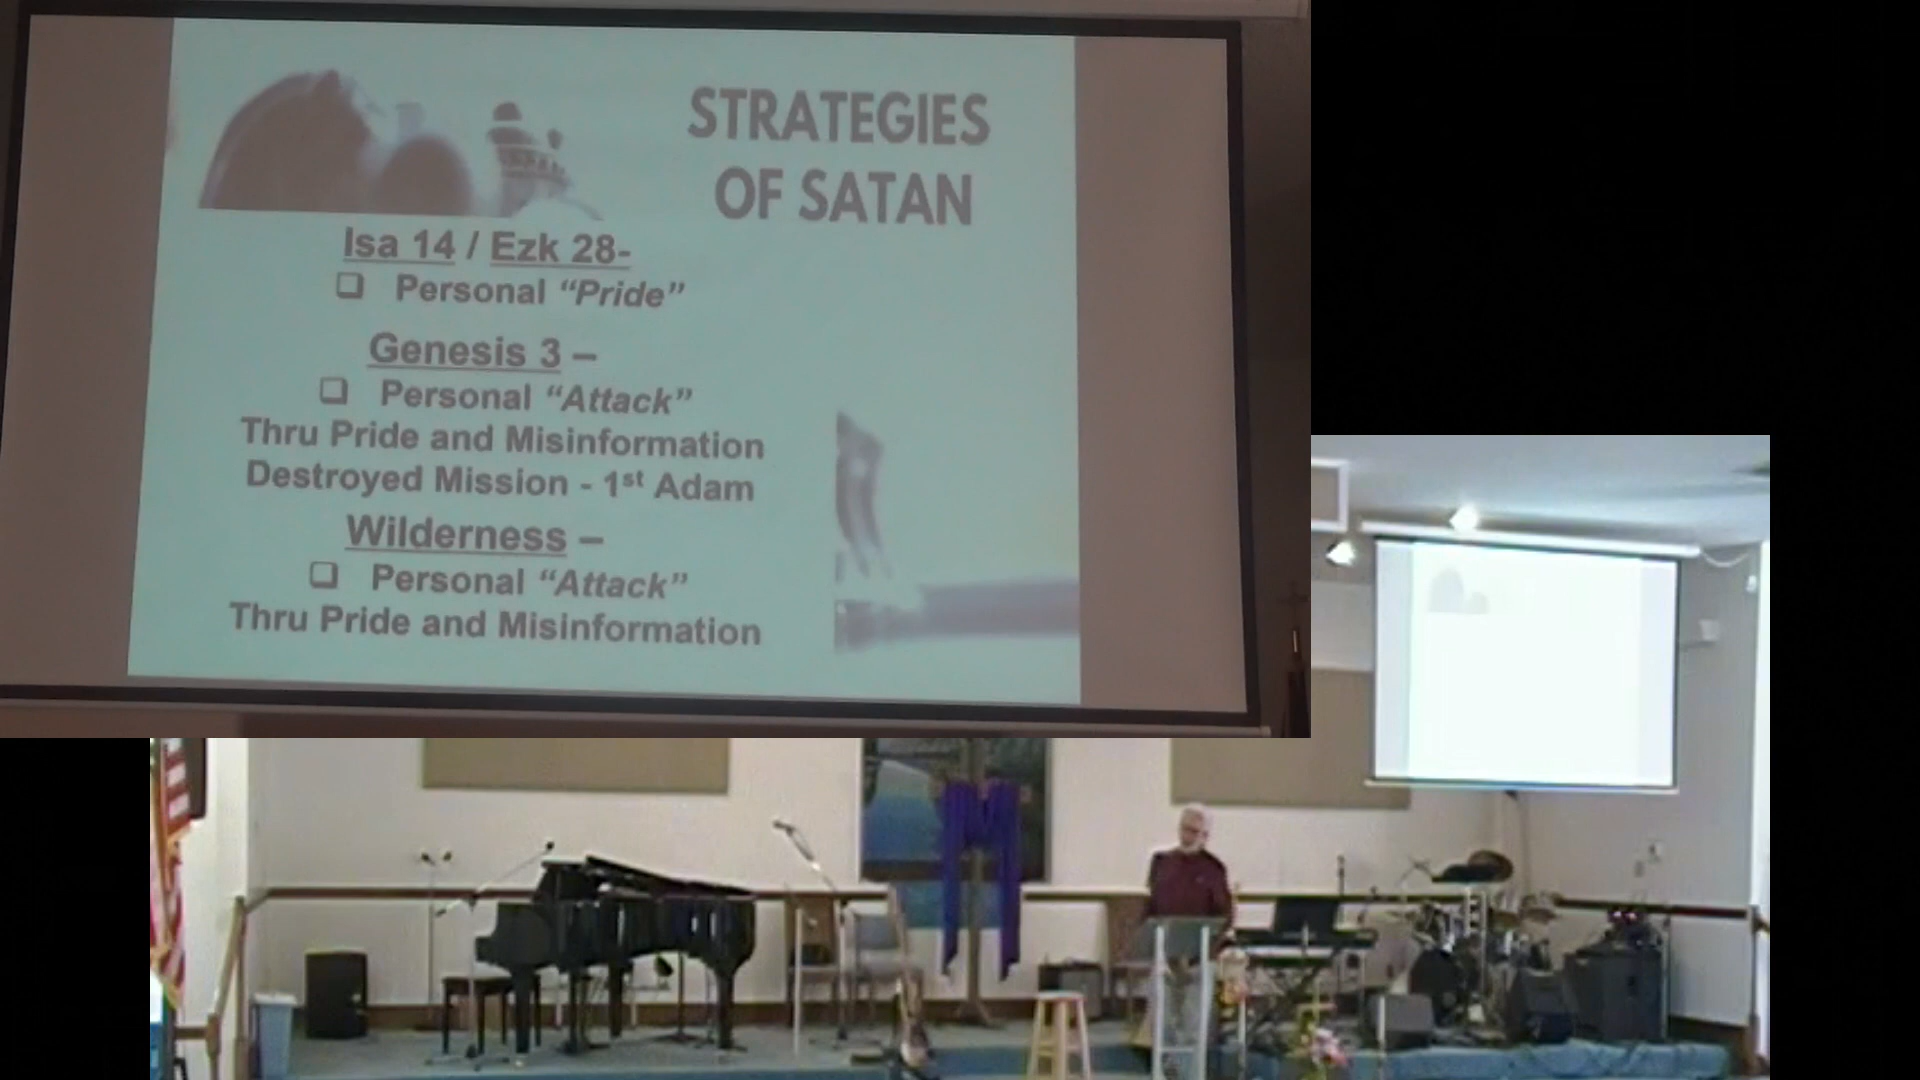 STRATEGIES
OF SATAN
Isa 14 / Ezk 28-
❑ Personal “Pride”
Genesis 3 –
❑ Personal “Attack”
Thru Pride and Misinformation
Destroyed Mission - 1st Adam
Wilderness –
❑ Personal “Attack”
Thru Pride and Misinformation